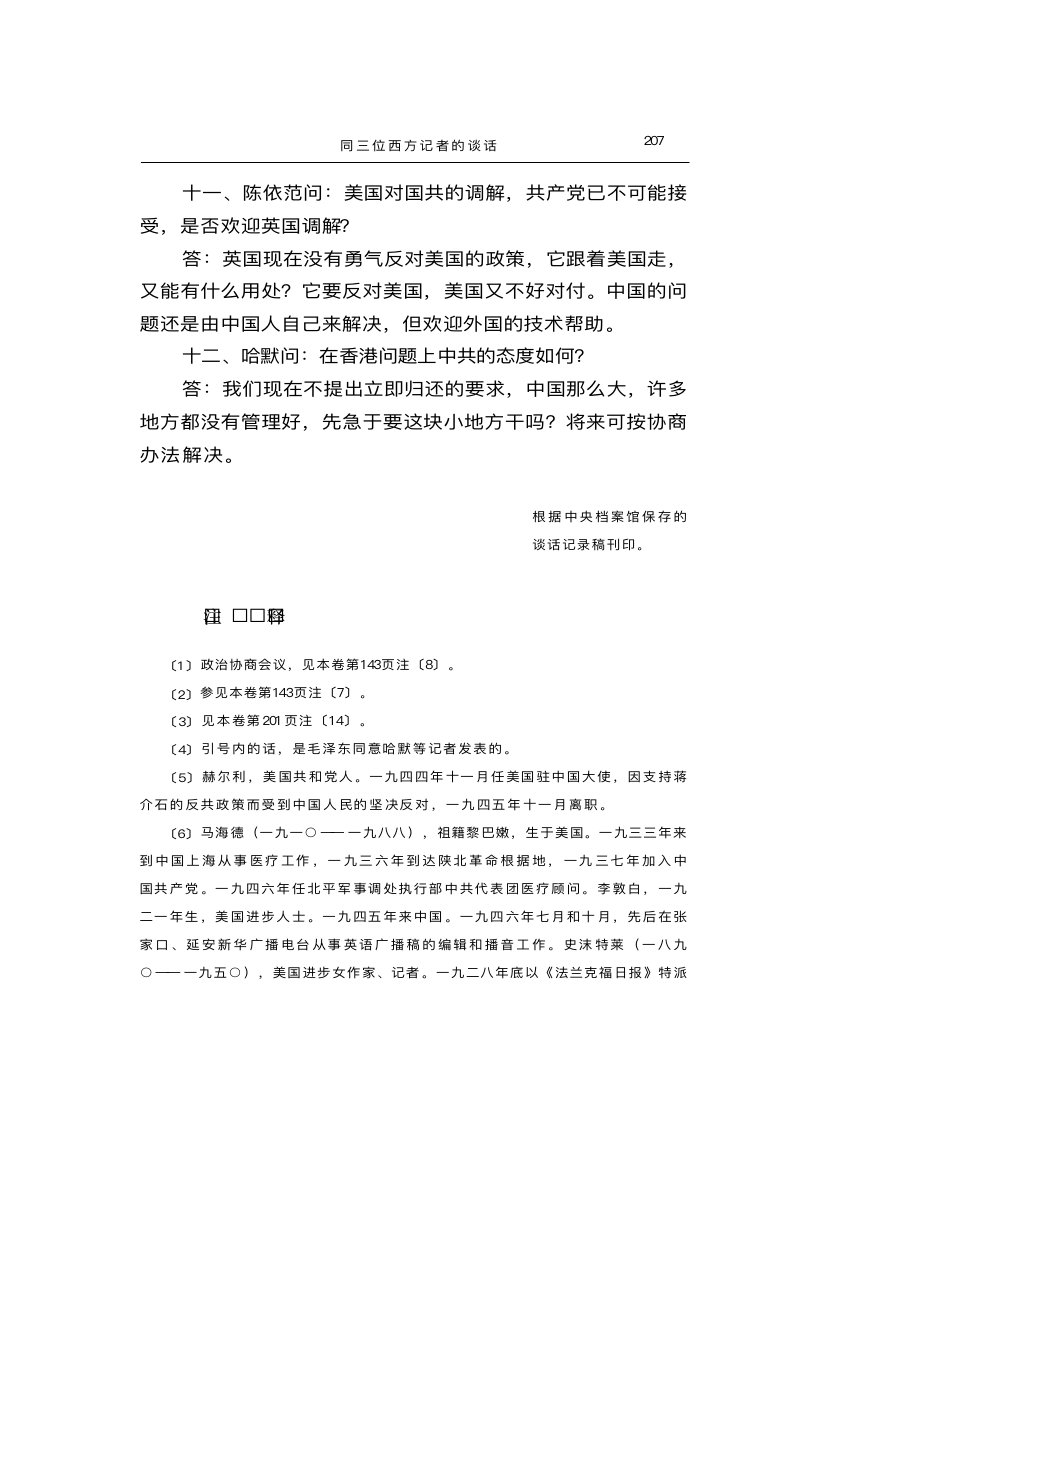 同三位西方记者的谈话 207
十一、陈依范问：美国对国共的调解，共产党已不可能接
受，是否欢迎英国调解？
答：英国现在没有勇气反对美国的政策，它跟着美国走，
又能有什么用处？它要反对美国，美国又不好对付。中国的问
题还是由中国人自己来解决，但欢迎外国的技术帮助。
十二、哈默问：在香港问题上中共的态度如何？
答：我们现在不提出立即归还的要求，中国那么大，许多
地方都没有管理好，先急于要这块小地方干吗？将来可按协商
办法解决。
根据中央档案馆保存的
谈话记录稿刊印。
注 □□释
〔1〕政治协商会议，见本卷第143页注〔8〕。
〔2〕参见本卷第143页注〔7〕。
〔3〕见本卷第201页注〔14〕。
〔4〕引号内的话，是毛泽东同意哈默等记者发表的。
〔5〕赫尔利，美国共和党人。一九四四年十一月任美国驻中国大使，因支持蒋
介石的反共政策而受到中国人民的坚决反对，一九四五年十一月离职。
〔6〕马海德（一九一○——一九八八），祖籍黎巴嫩，生于美国。一九三三年来
到中国上海从事医疗工作，一九三六年到达陕北革命根据地，一九三七年加入中
国共产党。一九四六年任北平军事调处执行部中共代表团医疗顾问。李敦白，一九
二一年生，美国进步人士。一九四五年来中国。一九四六年七月和十月，先后在张
家口、延安新华广播电台从事英语广播稿的编辑和播音工作。史沫特莱（一八九
○——一九五○），美国进步女作家、记者。一九二八年底以《法兰克福日报》特派